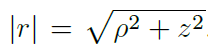 |r| = √ρ² + z²